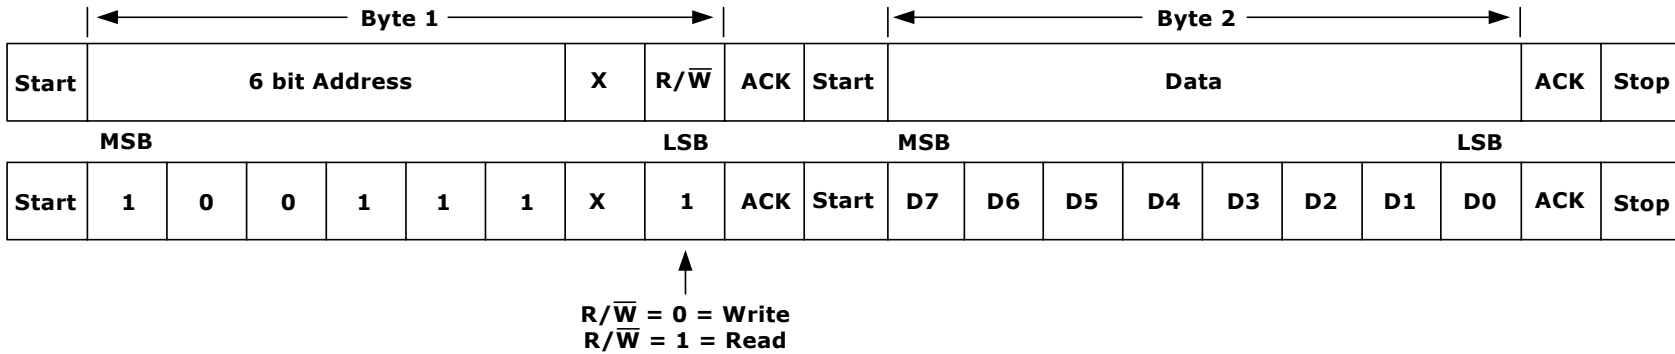 Byte 1 Byte 2
Start 6 bit Address X R/W̅ ACK Start Data ACK Stop
MSB LSB MSB LSB
Start 1 0 0 1 1 1 X 1 ACK Start D7 D6 D5 D4 D3 D2 D1 D0 ACK Stop
R/W̅ = 0 = Write
R/W̅ = 1 = Read